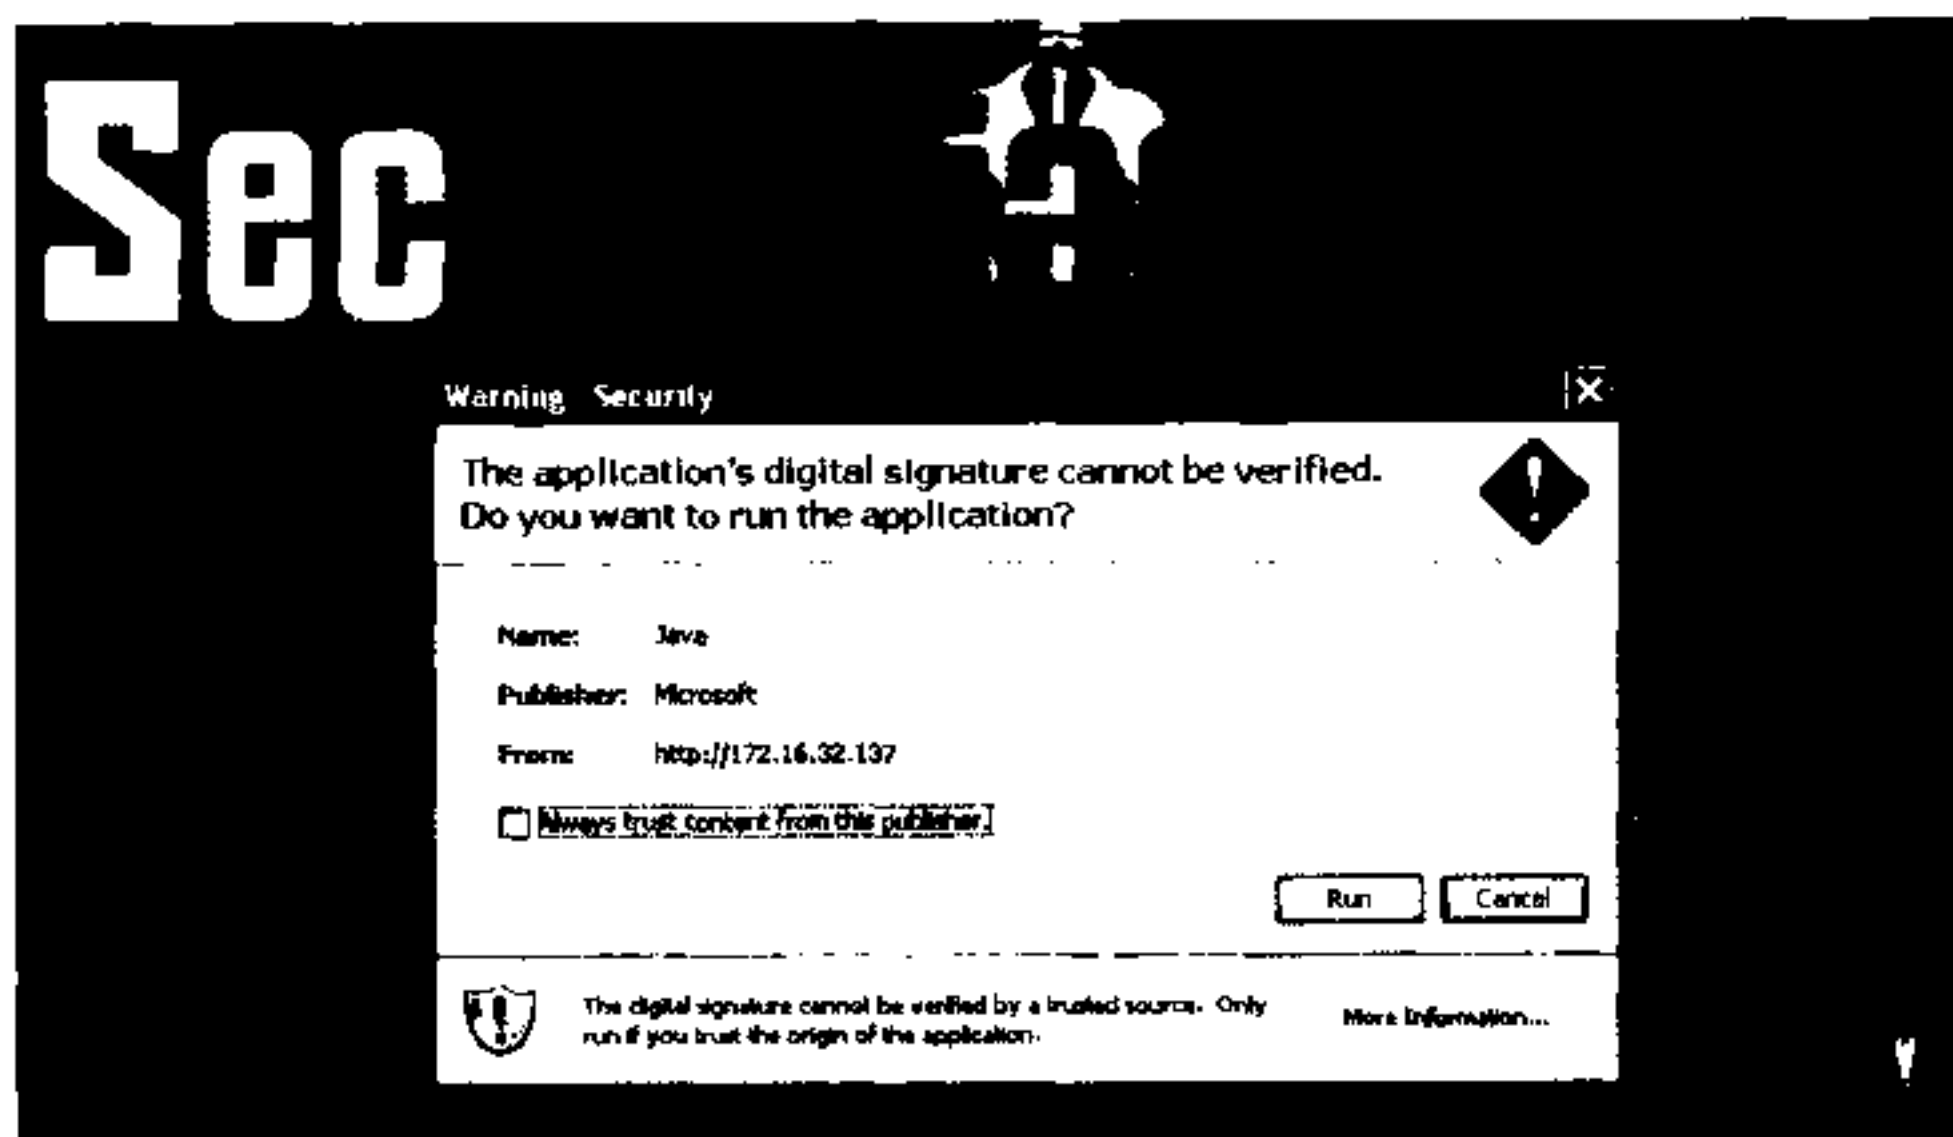 Sec
Warning Security
The application's digital signature cannot be verified.
Do you want to run the application?
Name: Java
Publisher: Microsoft
From: http://172.16.32.137
Always trust content from this publisher.
Run Cancel
The digital signature cannot be verified by a trusted source. Only
run if you trust the origin of the application.
More Information...